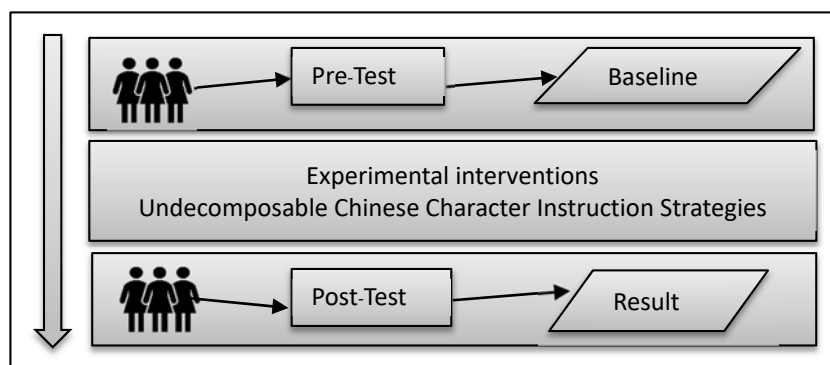 Pre-Test
Baseline
Experimental interventions
Undecomposable Chinese Character Instruction Strategies
Post-Test
Result